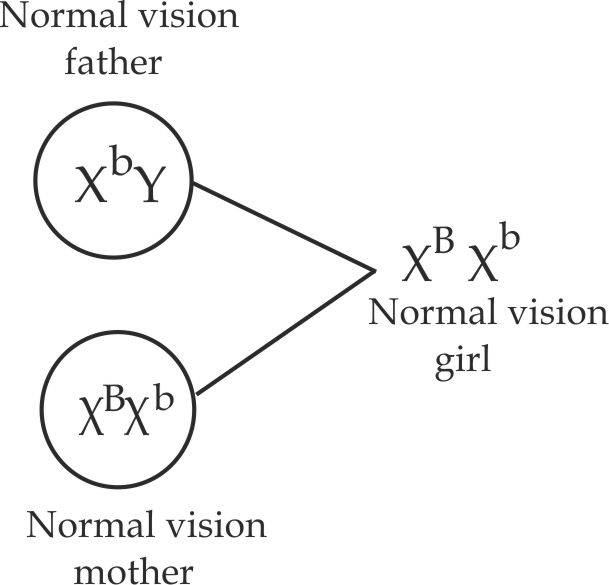 Normal vision
father
XᵇY
Xᴮ Xᵇ
Normal vision
girl
XᴮXᵇ
Normal vision
mother